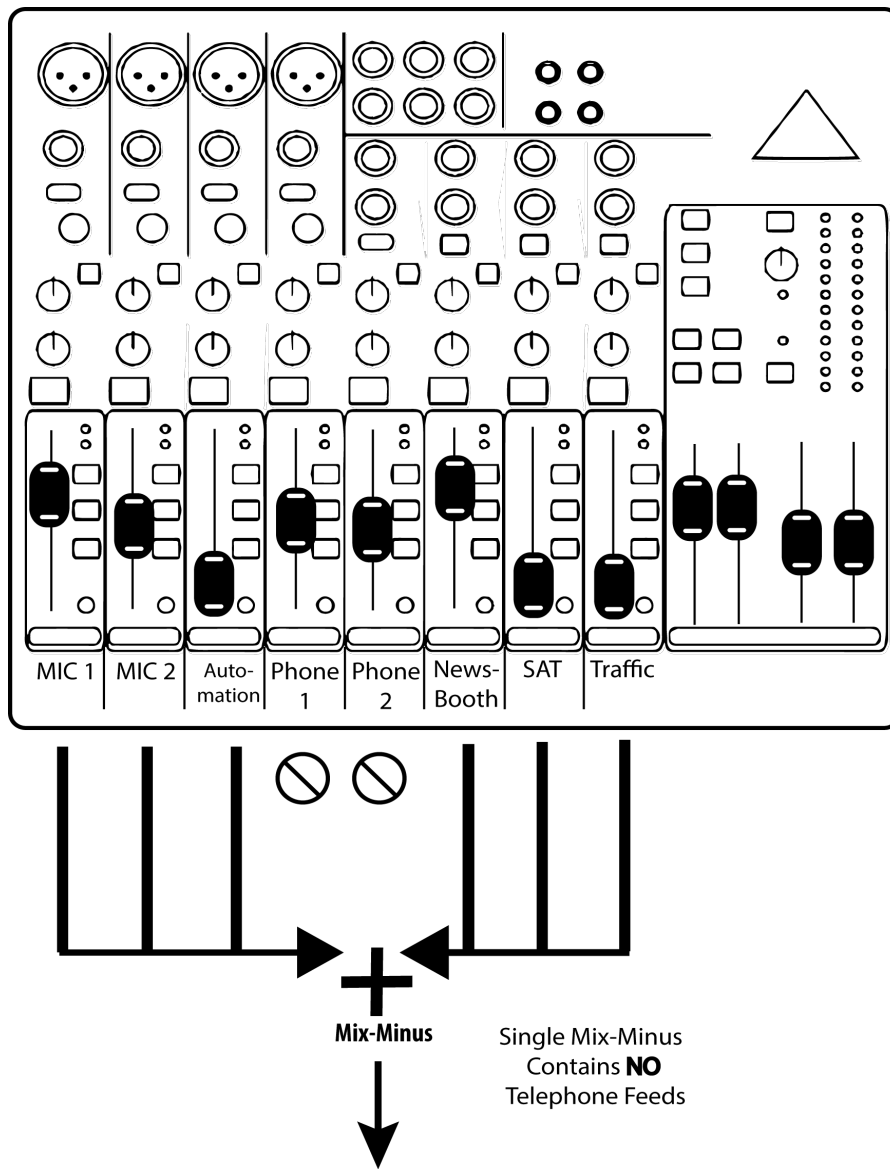 MIC 1
MIC 2
Auto-
mation
Phone
1
Phone
2
News-
Booth
SAT
Traffic
Mix-Minus
Single Mix-Minus
Contains NO
Telephone Feeds